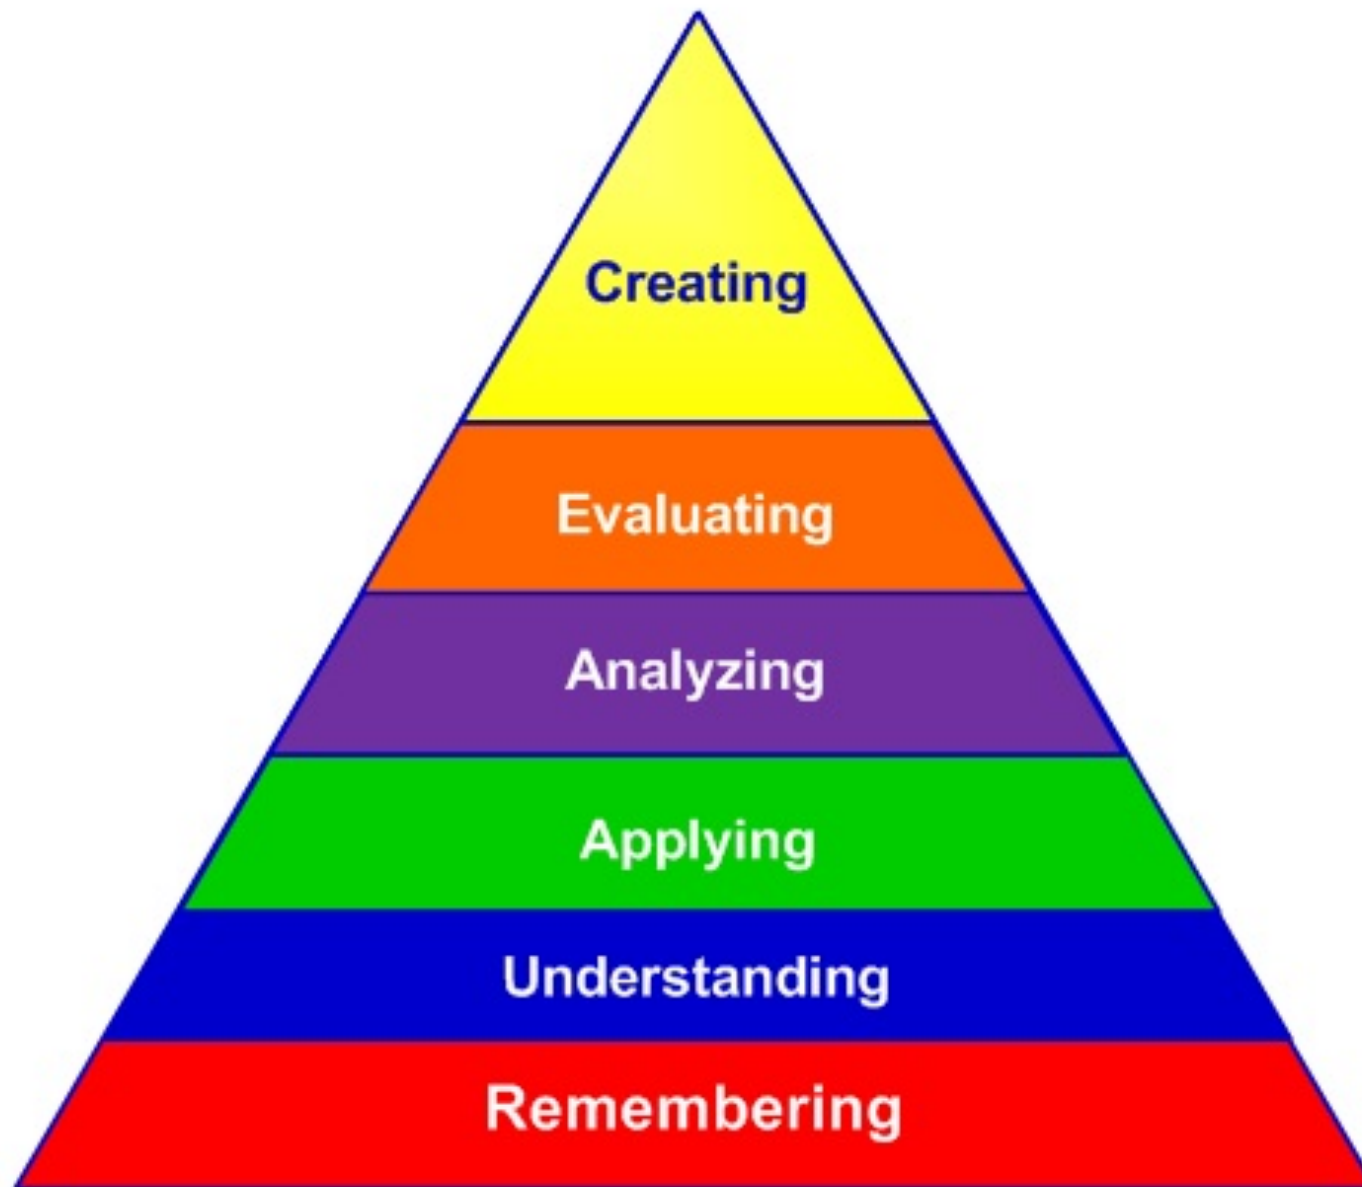 Creating
Evaluating
Analyzing
Applying
Understanding
Remembering